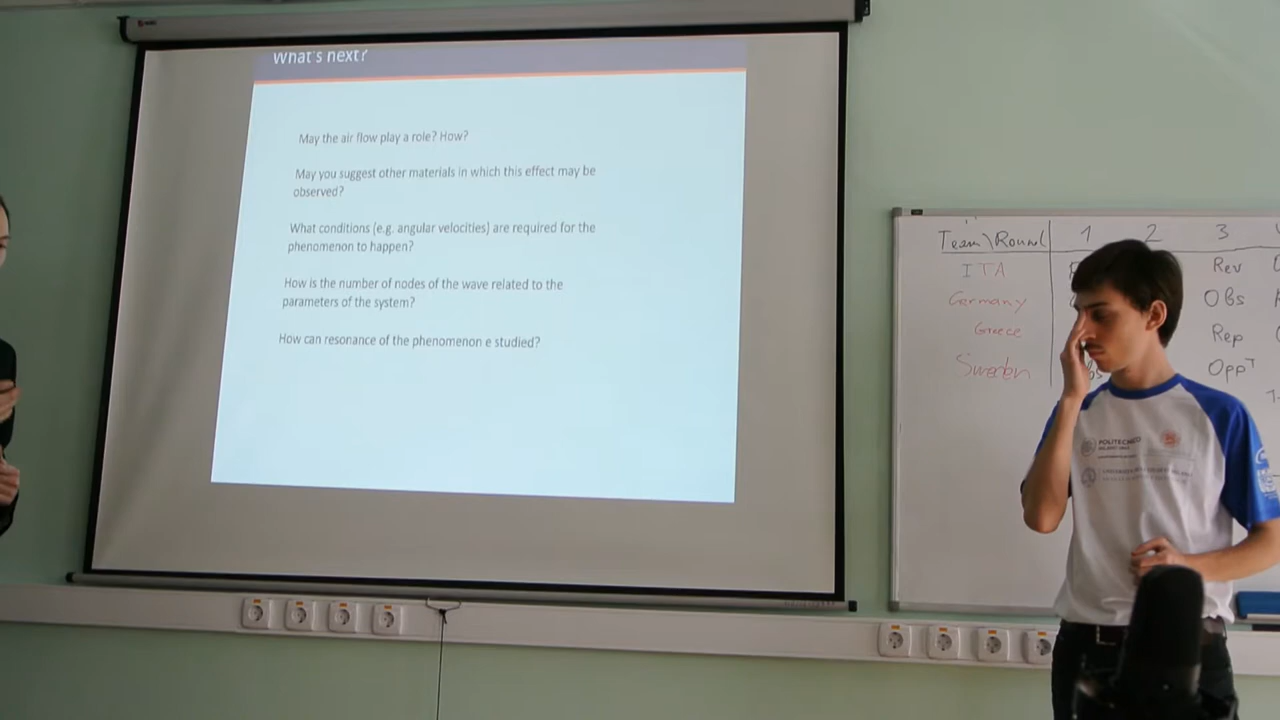 What's next?
May the air flow play a role? How?
May you suggest other materials in which this effect may be
observed?
What conditions (e.g. angular velocities) are required for the
phenomenon to happen?
How is the number of nodes of the wave related to the
parameters of the system?
How can resonance of the phenomenon e studied?
Team\Round 1 2 3
ITA Rev
Germany Obs
Greece Rep
Sweden Opp
POLITECNICO